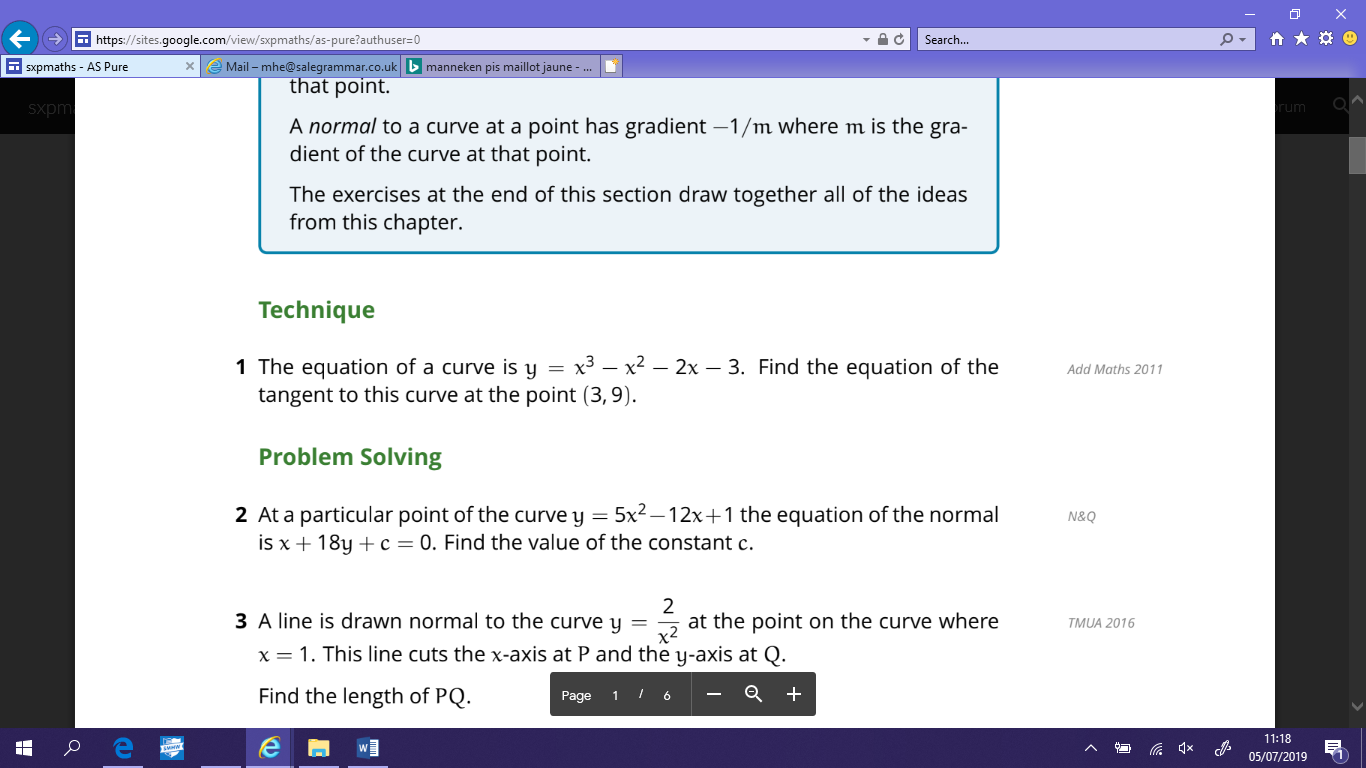 https://sites.google.com/view/sxpmaths/as-pure?authuser=0
Search...
sxpmaths - AS Pure
Mail – mhe@salegrammar.co.uk
manneken pis maillot jaune - ...
sxpm
orum
that point.
A normal to a curve at a point has gradient −1/m where m is the gra-
dient of the curve at that point.
The exercises at the end of this section draw together all of the ideas
from this chapter.
Technique
1 The equation of a curve is y = x³ − x² − 2x − 3. Find the equation of the
Add Maths 2011
tangent to this curve at the point (3, 9).
Problem Solving
2 At a particular point of the curve y = 5x²−12x+1 the equation of the normal
N&Q
is x + 18y + c = 0. Find the value of the constant c.
3 A line is drawn normal to the curve y = 2/x² at the point on the curve where
TMUA 2016
x = 1. This line cuts the x-axis at P and the y-axis at Q.
Find the length of PQ.
Page 1 / 6
11:18
05/07/2019
1